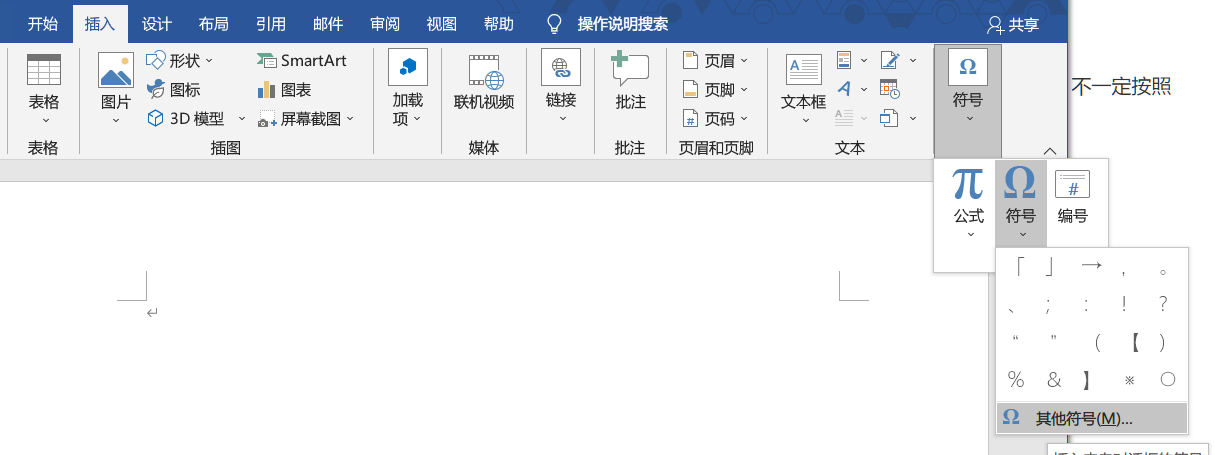 开始 插入 设计 布局 引用 邮件 审阅 视图 帮助 操作说明搜索 共享
表格
图片
形状
图标
3D 模型
SmartArt
图表
屏幕截图
加载
项
联机视频
链接
批注
页眉
页脚
页码
文本框
符号
表格 插图 媒体 批注 页眉和页脚 文本
不一定按照
公式 符号 编号
「 」 → , 。
、 ; : ! ?
“ ” ( 【 )
% & 】 ※ ○
其他符号(M)...